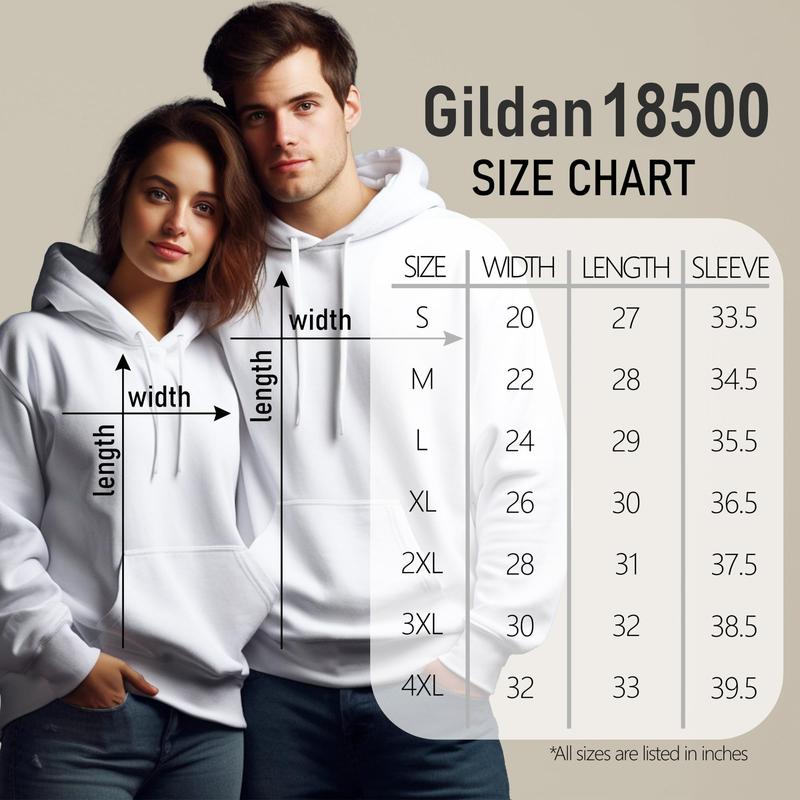 Gildan 18500
SIZE CHART
SIZE WIDTH LENGTH SLEEVE
S 20 27 33.5
M 22 28 34.5
L 24 29 35.5
XL 26 30 36.5
2XL 28 31 37.5
3XL 30 32 38.5
4XL 32 33 39.5
*All sizes are listed in inches
width
length
width
length